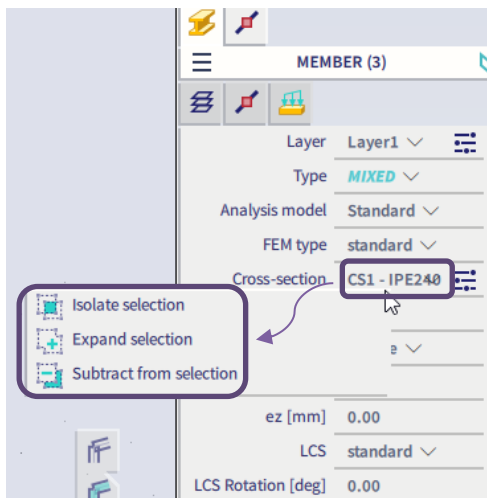 MEMBER (3)
Layer Layer1
Type MIXED
Analysis model Standard
FEM type standard
Cross-section CS1 - IPE240
Isolate selection
Expand selection
Subtract from selection
ez [mm] 0.00
LCS standard
LCS Rotation [deg] 0.00